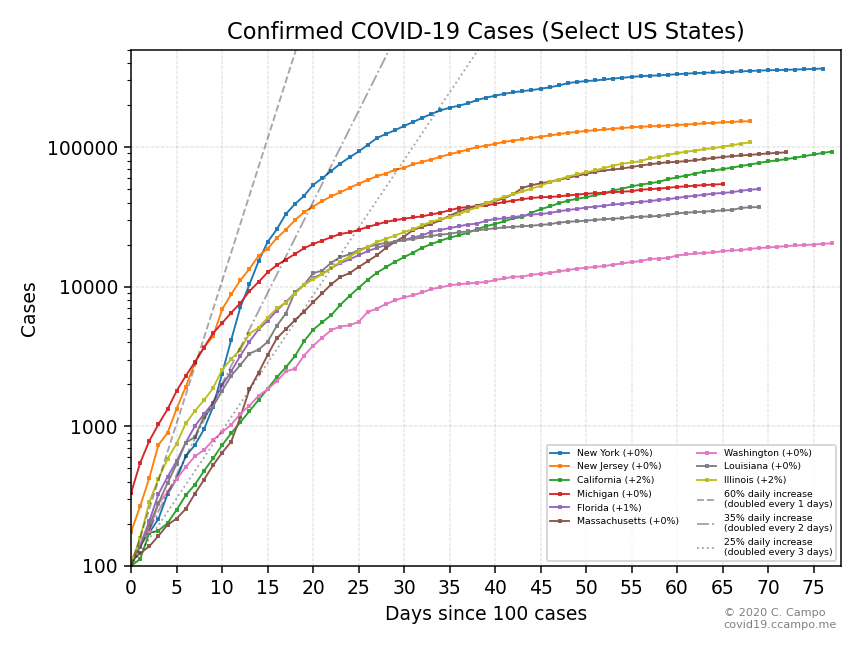 Confirmed COVID-19 Cases (Select US States)
Cases
100000
10000
1000
100
0 5 10 15 20 25 30 35 40 45 50 55 60 65 70 75
Days since 100 cases
New York (+0%)
New Jersey (+0%)
California (+2%)
Michigan (+0%)
Florida (+1%)
Massachusetts (+0%)
Washington (+0%)
Louisiana (+0%)
Illinois (+2%)
60% daily increase
(doubled every 1 days)
35% daily increase
(doubled every 2 days)
25% daily increase
(doubled every 3 days)
© 2020 C. Campo
covid19.ccampo.me